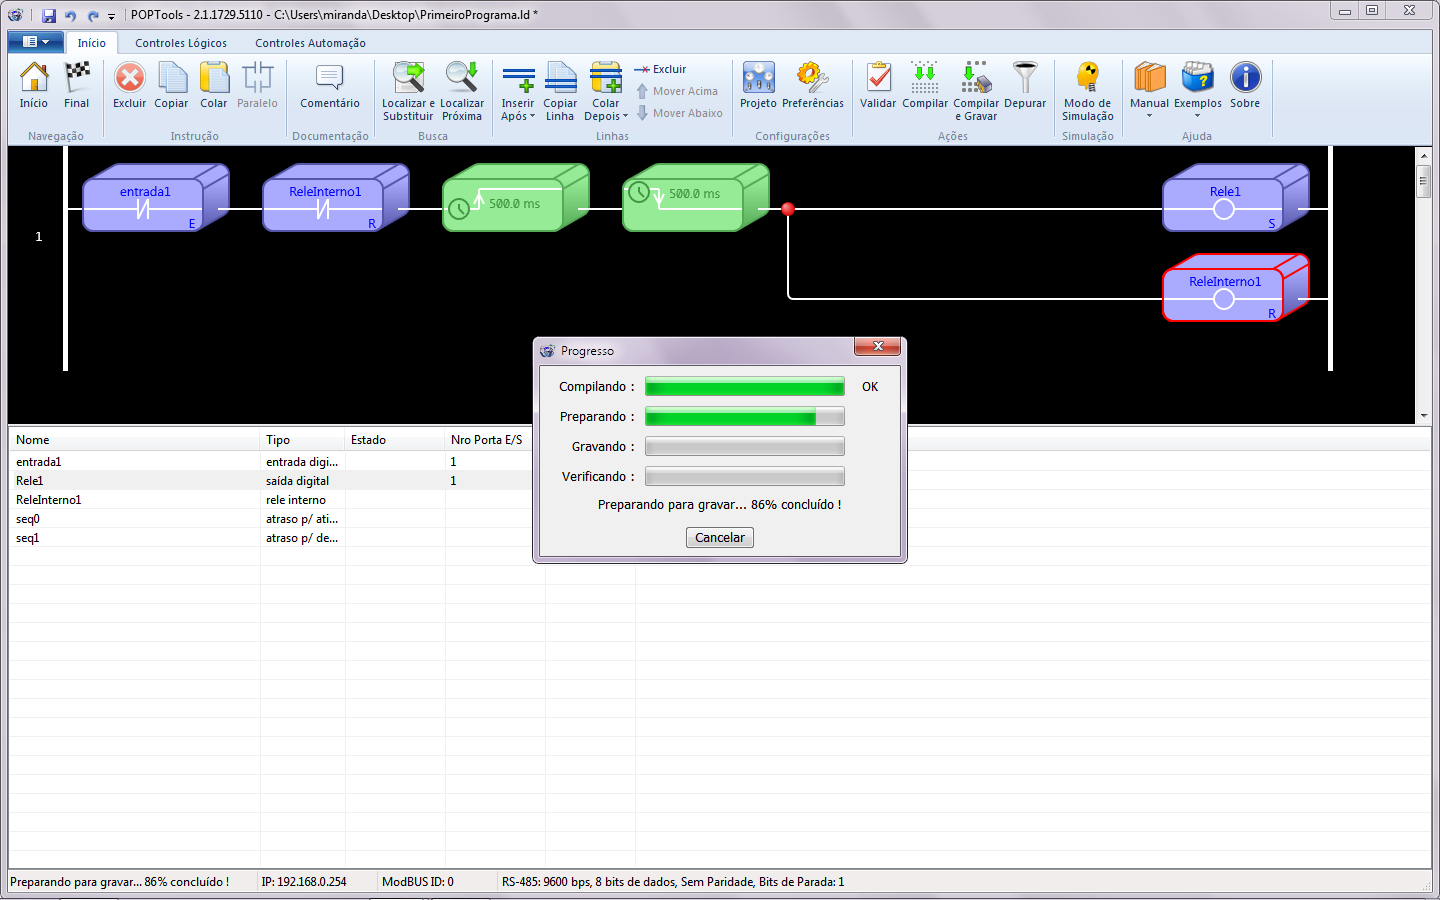 POPTools - 2.1.1729.5110 - C:\Users\miranda\Desktop\PrimeiroPrograma.ld *
Início Controles Lógicos Controles Automação
Início Final Excluir Copiar Colar Paralelo Comentário Localizar e Substituir Localizar Próxima Inserir Após Copiar Linha Colar Depois Excluir Mover Acima Mover Abaixo Projeto Preferências Validar Compilar Compilar e Gravar Depurar Modo de Simulação Manual Exemplos Sobre
Navegação Instrução Documentação Busca Linhas Configurações Ações Simulação Ajuda
entrada1 ReleInterno1 500.0 ms 500.0 ms Rele1
E R S
1
ReleInterno1
R
Progresso
Compilando : OK
Preparando :
Gravando :
Verificando :
Preparando para gravar... 86% concluído !
Cancelar
Nome Tipo Estado Nro Porta E/S
entrada1 entrada digi... 1
Rele1 saída digital 1
ReleInterno1 rele interno
seq0 atraso p/ ati...
seq1 atraso p/ de...
Preparando para gravar... 86% concluído ! IP: 192.168.0.254 ModBUS ID: 0 RS-485: 9600 bps, 8 bits de dados, Sem Paridade, Bits de Parada: 1